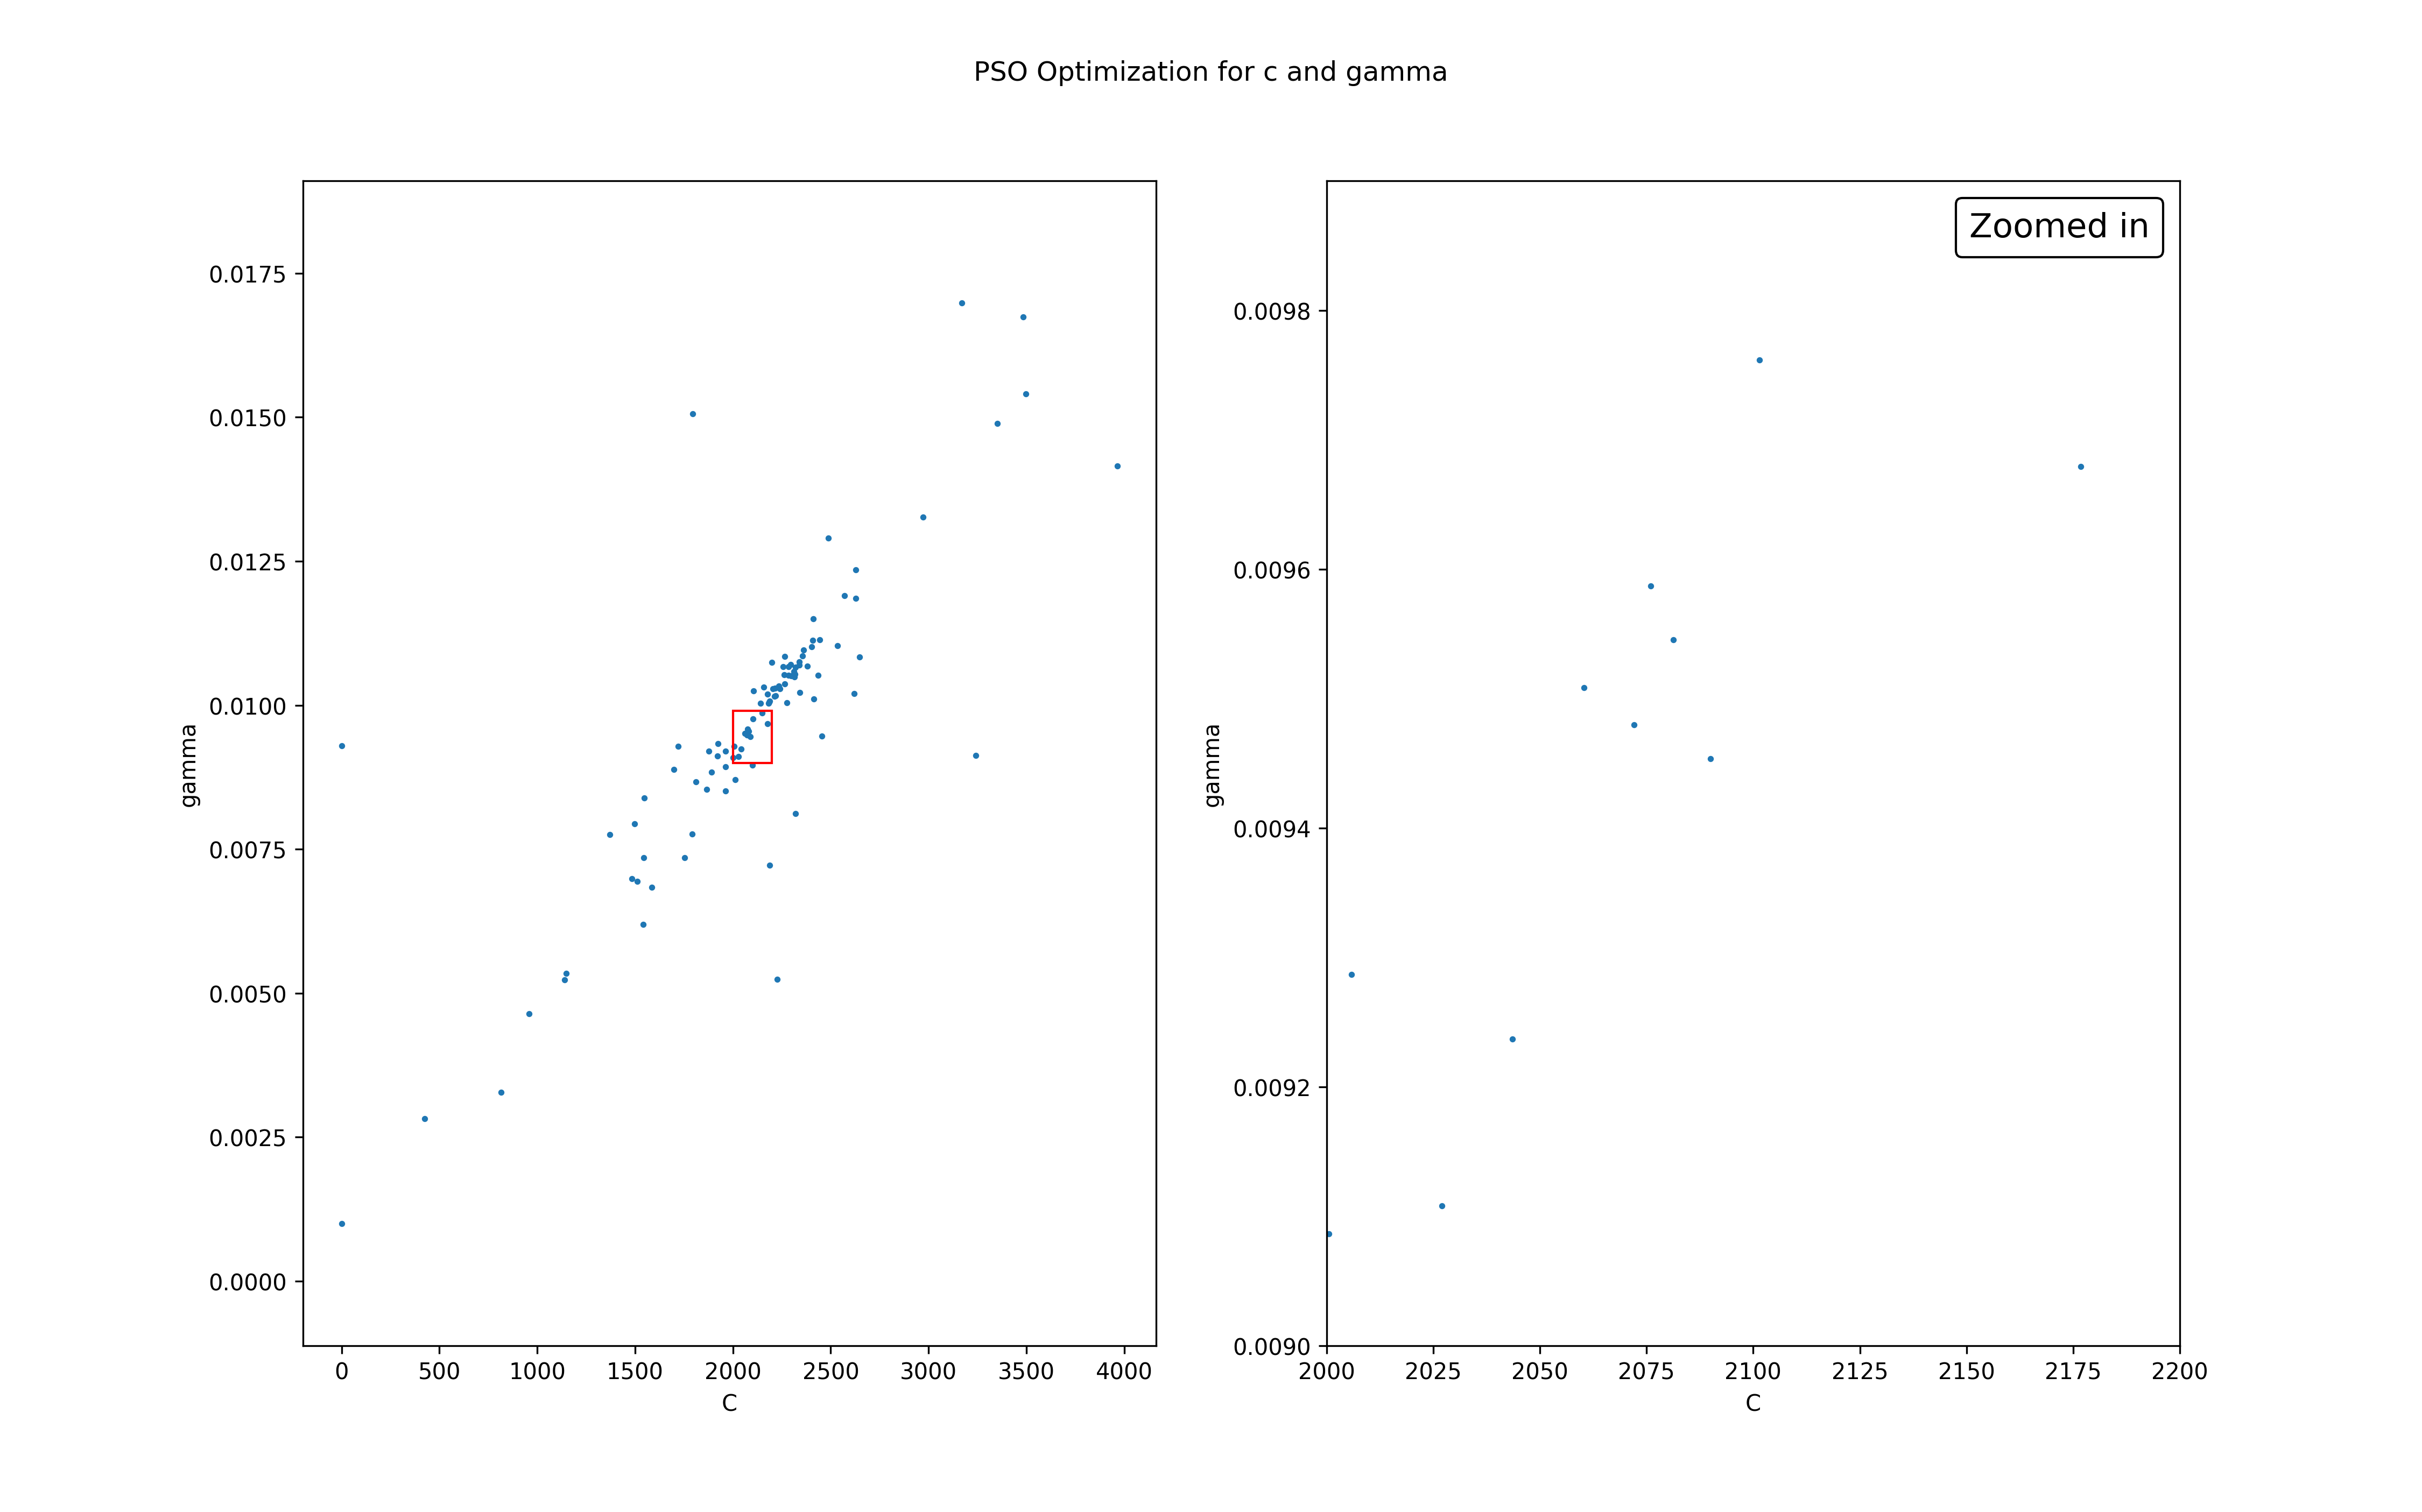 PSO Optimization for c and gamma
0.0175
0.0150
0.0125
0.0100
0.0075
0.0050
0.0025
0.0000
gamma
0 500 1000 1500 2000 2500 3000 3500 4000
C
Zoomed in
0.0098
0.0096
0.0094
0.0092
0.0090
gamma
2000 2025 2050 2075 2100 2125 2150 2175 2200
C